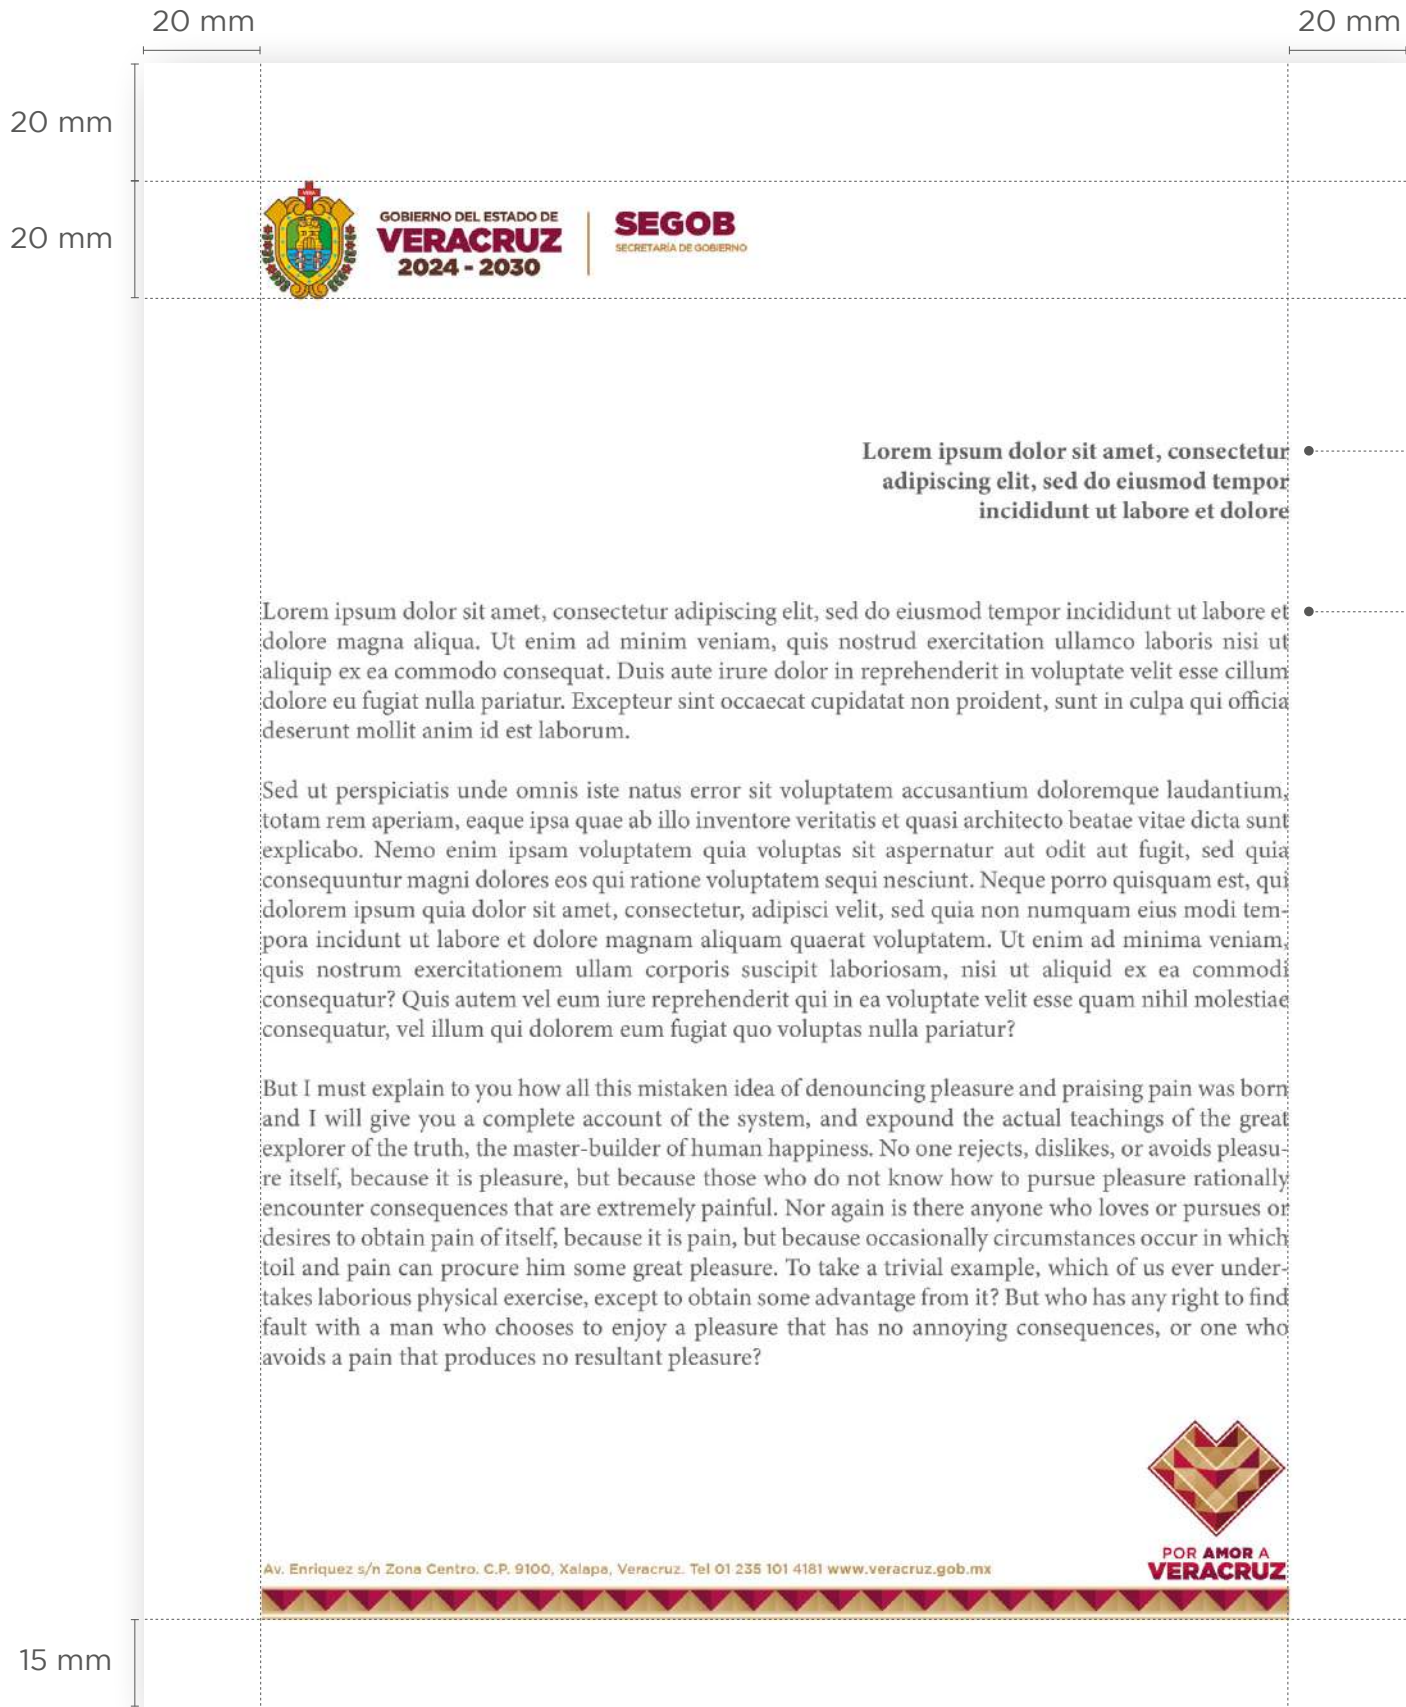 20 mm
20 mm
20 mm
20 mm
VERA
GOBIERNO DEL ESTADO DE
VERACRUZ
2024 - 2030
SEGOB
SECRETARÍA DE GOBIERNO
Lorem ipsum dolor sit amet, consectetur
adipiscing elit, sed do eiusmod tempor
incididunt ut labore et dolore
Lorem ipsum dolor sit amet, consectetur adipiscing elit, sed do eiusmod tempor incididunt ut labore et
dolore magna aliqua. Ut enim ad minim veniam, quis nostrud exercitation ullamco laboris nisi ut
aliquip ex ea commodo consequat. Duis aute irure dolor in reprehenderit in voluptate velit esse cillum
dolore eu fugiat nulla pariatur. Excepteur sint occaecat cupidatat non proident, sunt in culpa qui officia
deserunt mollit anim id est laborum.
Sed ut perspiciatis unde omnis iste natus error sit voluptatem accusantium doloremque laudantium,
totam rem aperiam, eaque ipsa quae ab illo inventore veritatis et quasi architecto beatae vitae dicta sunt
explicabo. Nemo enim ipsam voluptatem quia voluptas sit aspernatur aut odit aut fugit, sed quia
consequuntur magni dolores eos qui ratione voluptatem sequi nesciunt. Neque porro quisquam est, qui
dolorem ipsum quia dolor sit amet, consectetur, adipisci velit, sed quia non numquam eius modi tem-
pora incidunt ut labore et dolore magnam aliquam quaerat voluptatem. Ut enim ad minima veniam,
quis nostrum exercitationem ullam corporis suscipit laboriosam, nisi ut aliquid ex ea commodi
consequatur? Quis autem vel eum iure reprehenderit qui in ea voluptate velit esse quam nihil molestiae
consequatur, vel illum qui dolorem eum fugiat quo voluptas nulla pariatur?
But I must explain to you how all this mistaken idea of denouncing pleasure and praising pain was born
and I will give you a complete account of the system, and expound the actual teachings of the great
explorer of the truth, the master-builder of human happiness. No one rejects, dislikes, or avoids pleasu-
re itself, because it is pleasure, but because those who do not know how to pursue pleasure rationally
encounter consequences that are extremely painful. Nor again is there anyone who loves or pursues or
desires to obtain pain of itself, because it is pain, but because occasionally circumstances occur in which
toil and pain can procure him some great pleasure. To take a trivial example, which of us ever under-
takes laborious physical exercise, except to obtain some advantage from it? But who has any right to find
fault with a man who chooses to enjoy a pleasure that has no annoying consequences, or one who
avoids a pain that produces no resultant pleasure?
POR AMOR A
VERACRUZ
Av. Enriquez s/n Zona Centro. C.P. 9100, Xalapa, Veracruz. Tel 01 235 101 4181 www.veracruz.gob.mx
15 mm